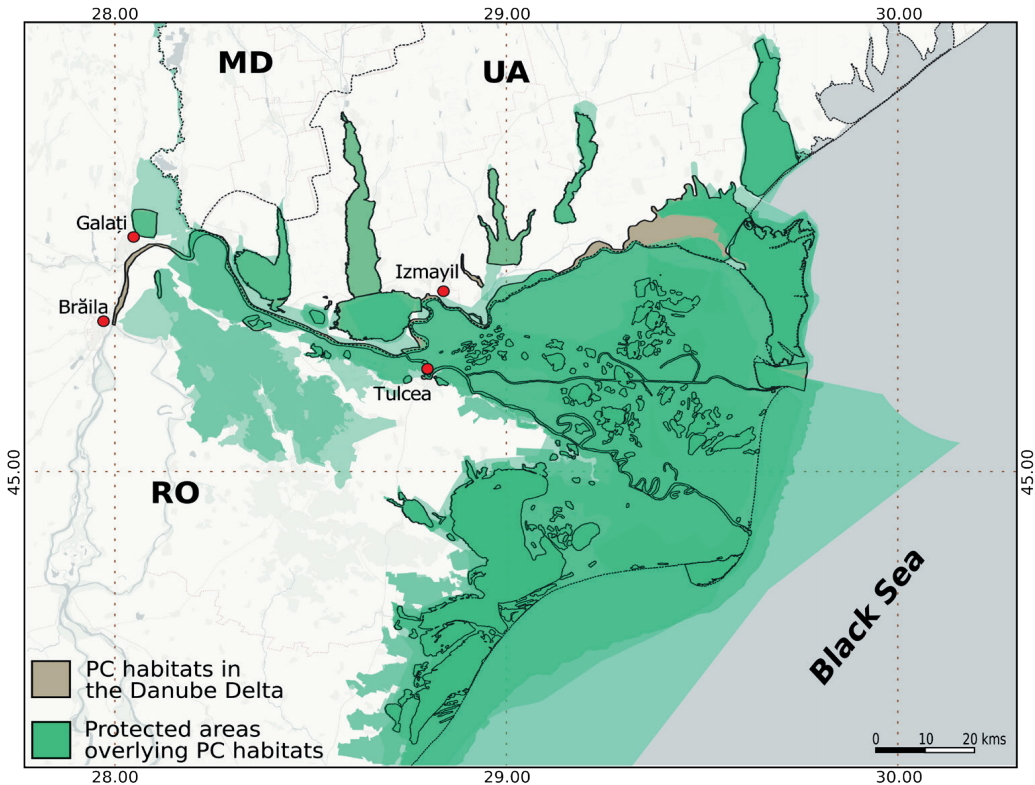 28.00
29.00
30.00
MD
UA
Galați
Izmayil
Brăila
Tulcea
45.00
45.00
RO
Black Sea
PC habitats in
the Danube Delta
Protected areas
overlying PC habitats
0 10 20 kms
28.00
29.00
30.00